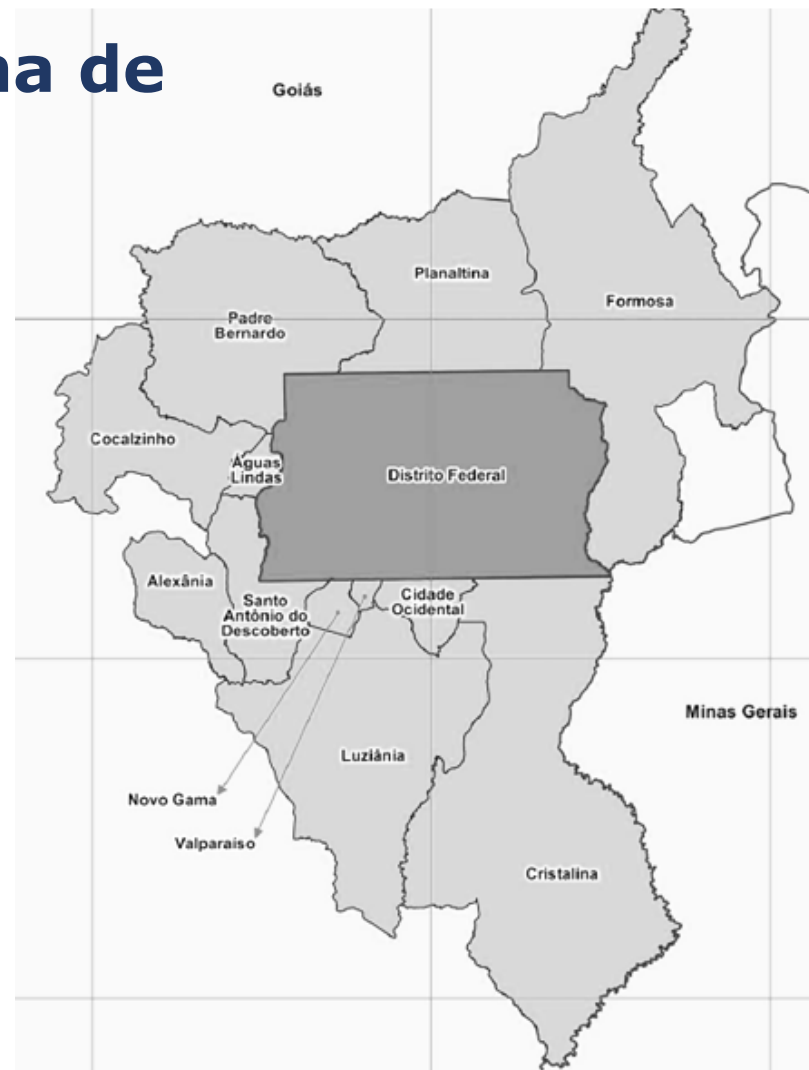 na de
Goiás
Planaltina
Formosa
Padre
Bernardo
Cocalzinho
Águas
Lindas
Distrito Federal
Alexânia
Santo
Antônio do
Descoberto
Cidade
Ocidental
Minas Gerais
Luziânia
Novo Gama
Valparaiso
Cristalina